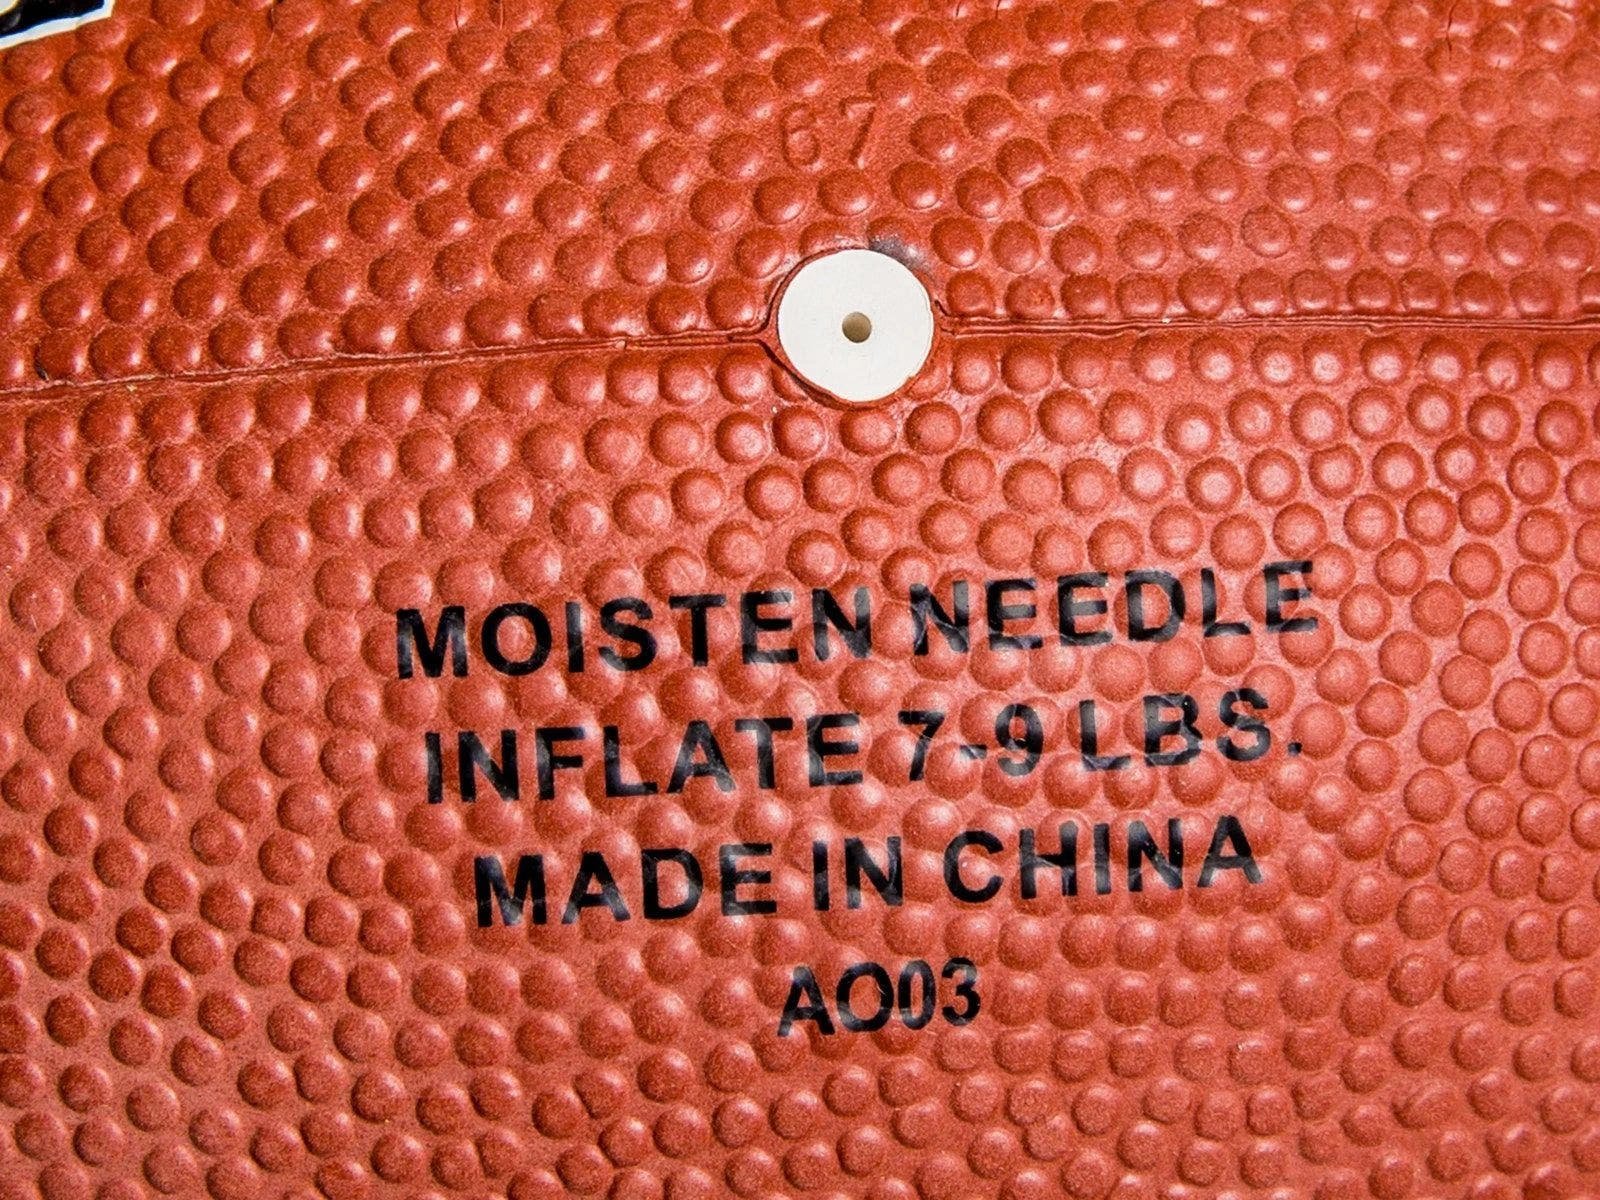 67
MOISTEN NEEDLE
INFLATE 7-9 LBS.
MADE IN CHINA
AO03